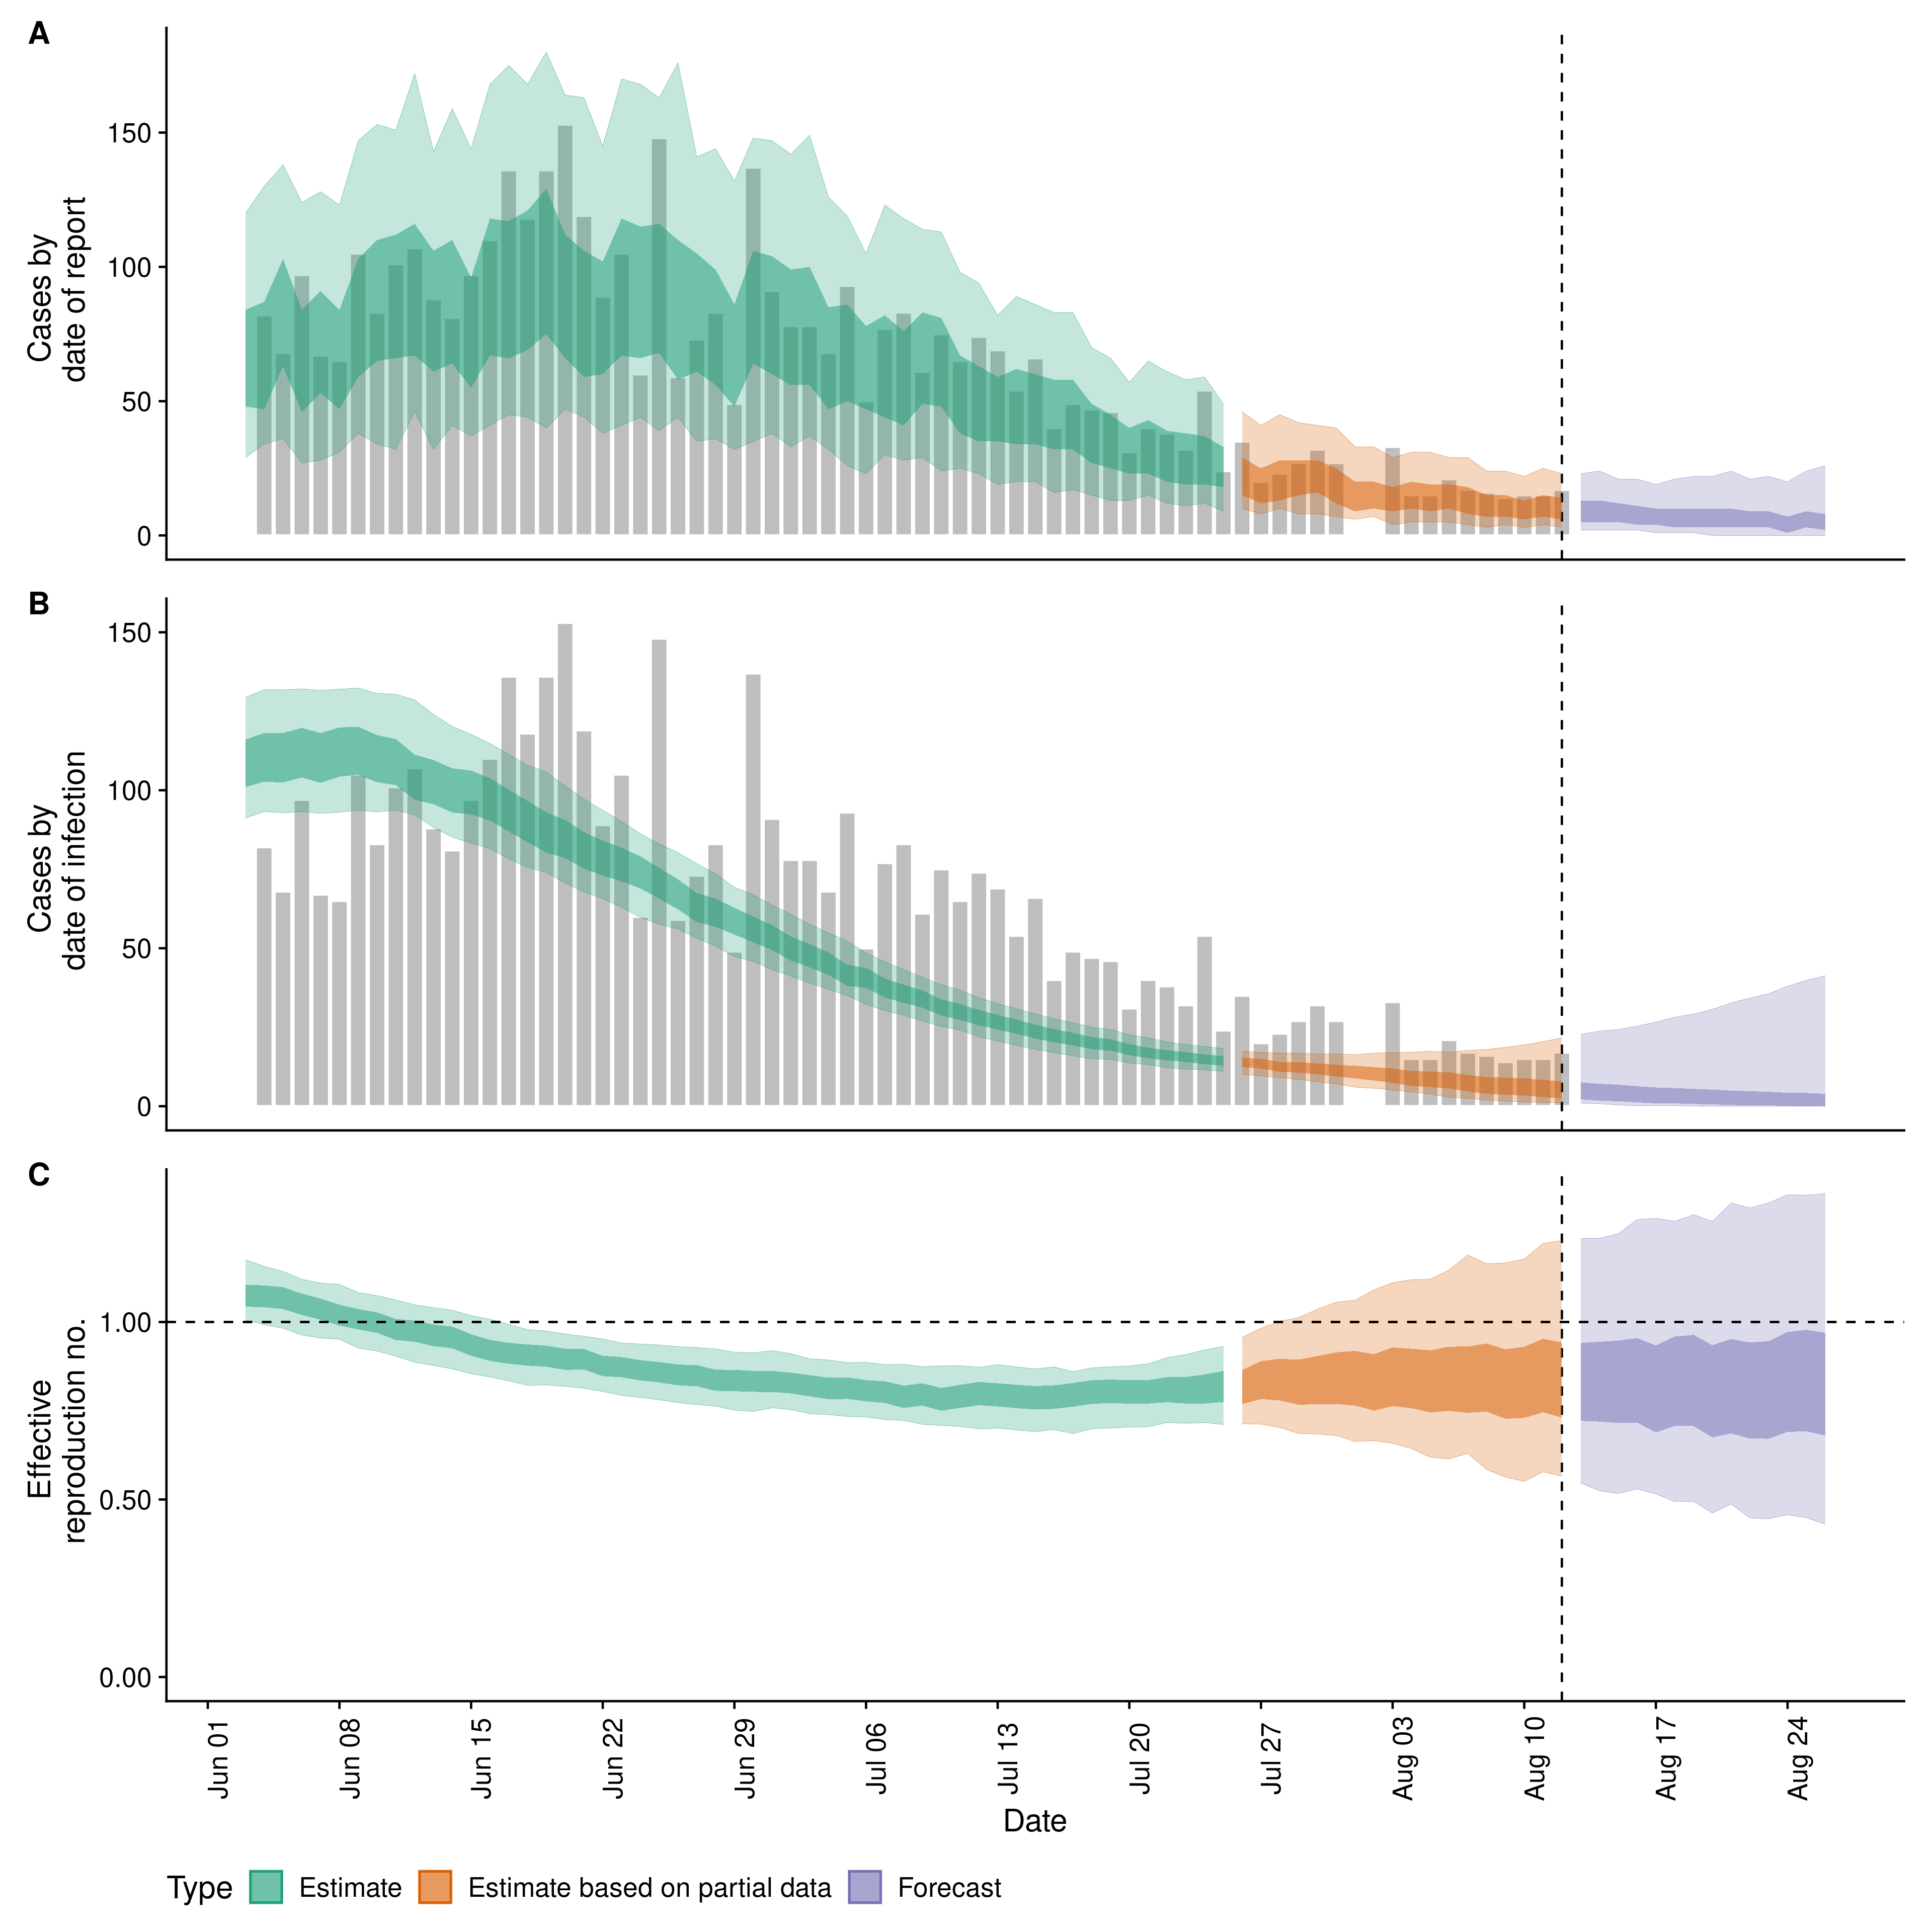 A
Cases by
date of report
150
100
50
0
B
Cases by
date of infection
150
100
50
0
C
Effective
reproduction no.
1.00
0.50
0.00
Jun 01
Jun 08
Jun 15
Jun 22
Jun 29
Jul 06
Jul 13
Jul 20
Jul 27
Aug 03
Aug 10
Aug 17
Aug 24
Date
Type Estimate Estimate based on partial data Forecast